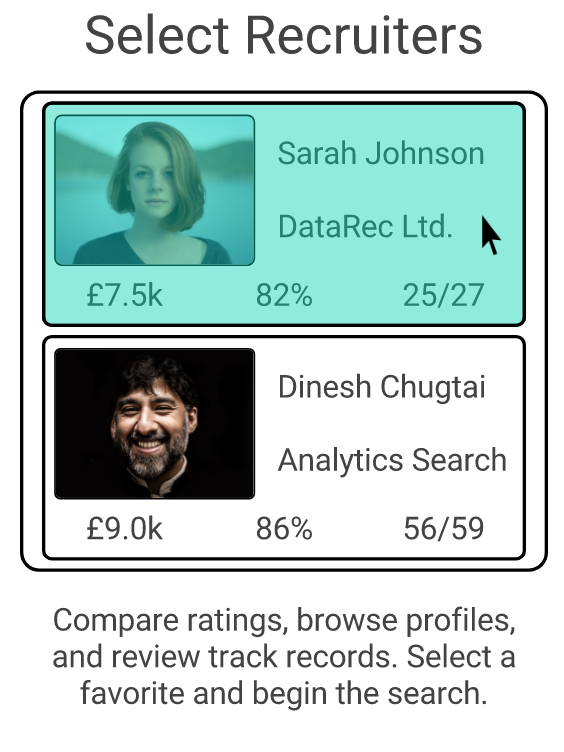 Select Recruiters
Sarah Johnson
DataRec Ltd.
£7.5k 82% 25/27
Dinesh Chugtai
Analytics Search
£9.0k 86% 56/59
Compare ratings, browse profiles,
and review track records. Select a
favorite and begin the search.